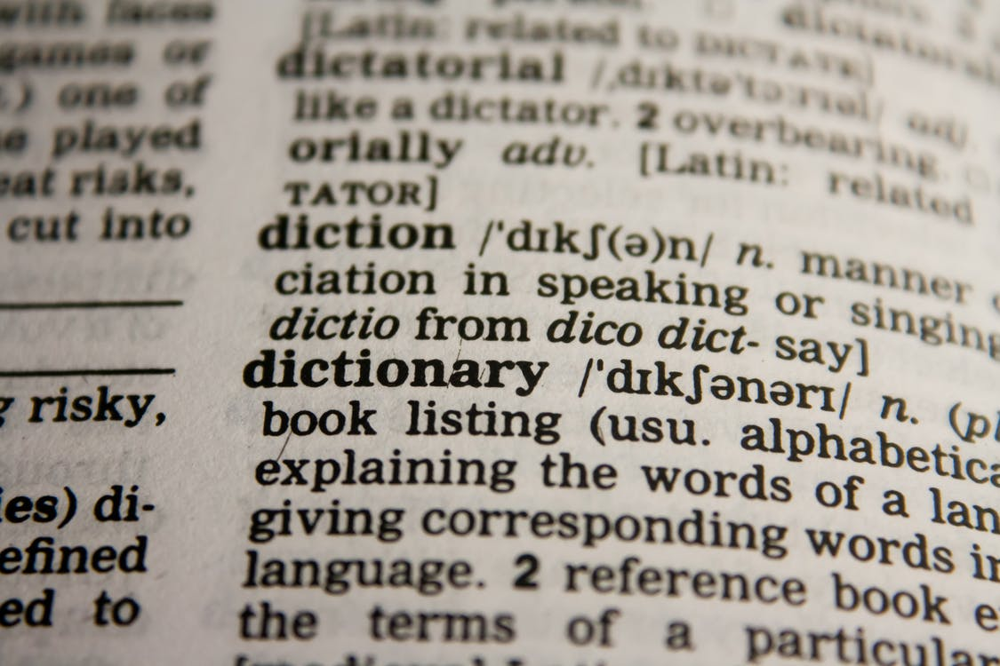 with faces
games or
.) one of
played
risks,
cut into
risky,
ies) di-
efined
ed to
[Latin: related to DICTATE]
dictatorial /ˌdɪktəˈtɔːrɪəl/ adj.
like a dictator. 2 overbearing.
orially adv. [Latin: related
TATOR]
diction /ˈdɪkʃ(ə)n/ n. manner
ciation in speaking or singing
dictio from dico dict- say]
dictionary /ˈdɪkʃənərɪ/ n. (pl
book listing (usu. alphabetica
explaining the words of a lan
giving corresponding words in
language. 2 reference book e
the terms of a particular